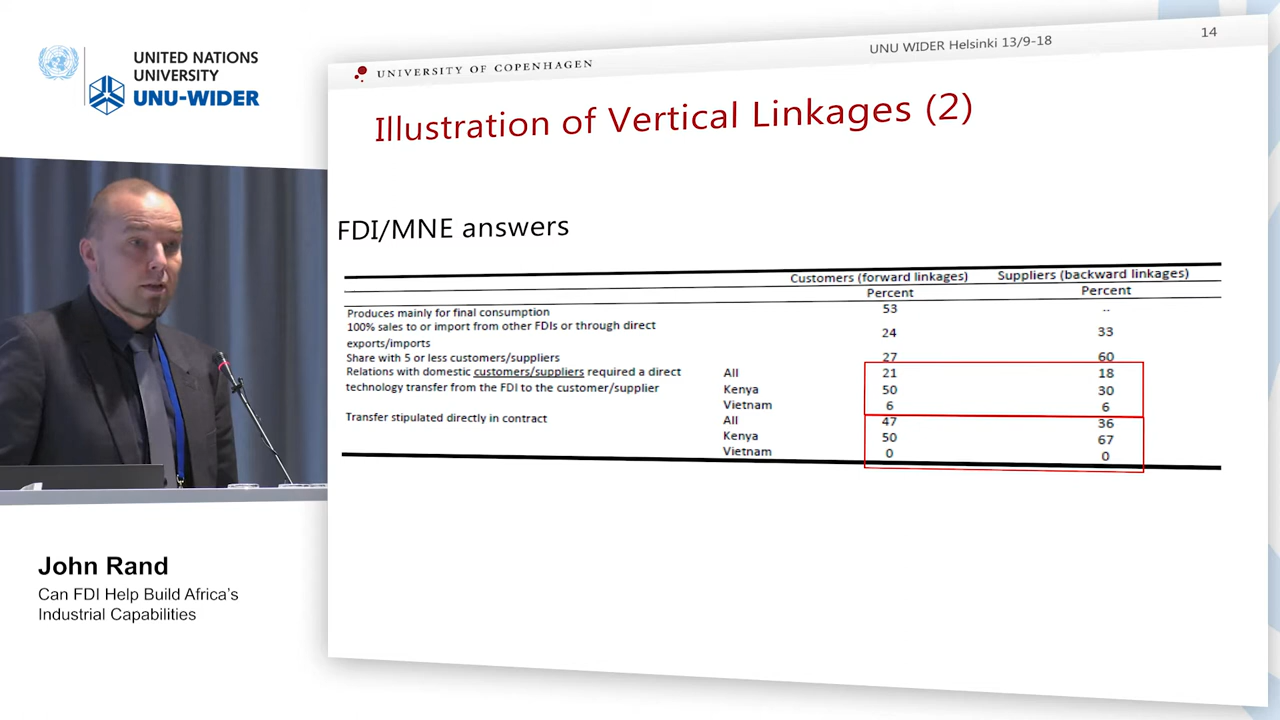 UNITED NATIONS
UNIVERSITY
UNU-WIDER
UNIVERSITY OF COPENHAGEN
UNU WIDER Helsinki 13/9-18
14
Illustration of Vertical Linkages (2)
FDI/MNE answers
Customers (forward linkages) Suppliers (backward linkages)
Percent Percent
Produces mainly for final consumption 53 ..
100% sales to or import from other FDIs or through direct
exports/imports 24 33
Share with 5 or less customers/suppliers 27 60
Relations with domestic customers/suppliers required a direct All 21 18
technology transfer from the FDI to the customer/supplier Kenya 50 30
Vietnam 6 6
Transfer stipulated directly in contract All 47 36
Kenya 50 67
Vietnam 0 0
John Rand
Can FDI Help Build Africa's
Industrial Capabilities